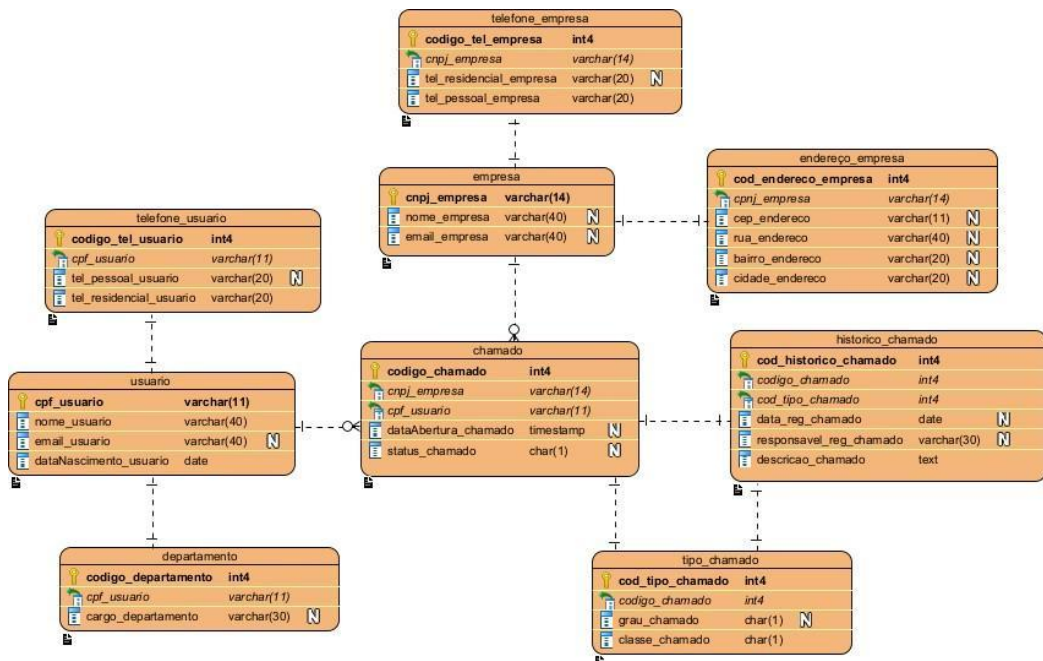 telefone_empresa
codigo_tel_empresa int4
cnpj_empresa varchar(14)
tel_residencial_empresa varchar(20) N
tel_pessoal_empresa varchar(20)
empresa
cnpj_empresa varchar(14)
nome_empresa varchar(40) N
email_empresa varchar(40) N
endereço_empresa
cod_endereco_empresa int4
cpnj_empresa varchar(14)
cep_endereco varchar(11) N
rua_endereco varchar(40) N
bairro_endereco varchar(20) N
cidade_endereco varchar(20) N
telefone_usuario
codigo_tel_usuario int4
cpf_usuario varchar(11)
tel_pessoal_usuario varchar(20) N
tel_residencial_usuario varchar(20)
usuario
cpf_usuario varchar(11)
nome_usuario varchar(40)
email_usuario varchar(40) N
dataNascimento_usuario date
chamado
codigo_chamado int4
cnpj_empresa varchar(14)
cpf_usuario varchar(11)
dataAbertura_chamado timestamp N
status_chamado char(1) N
historico_chamado
cod_historico_chamado int4
codigo_chamado int4
cod_tipo_chamado int4
data_reg_chamado date N
responsavel_reg_chamado varchar(30) N
descricao_chamado text
departamento
codigo_departamento int4
cpf_usuario varchar(11)
cargo_departamento varchar(30) N
tipo_chamado
cod_tipo_chamado int4
codigo_chamado int4
grau_chamado char(1) N
classe_chamado char(1)